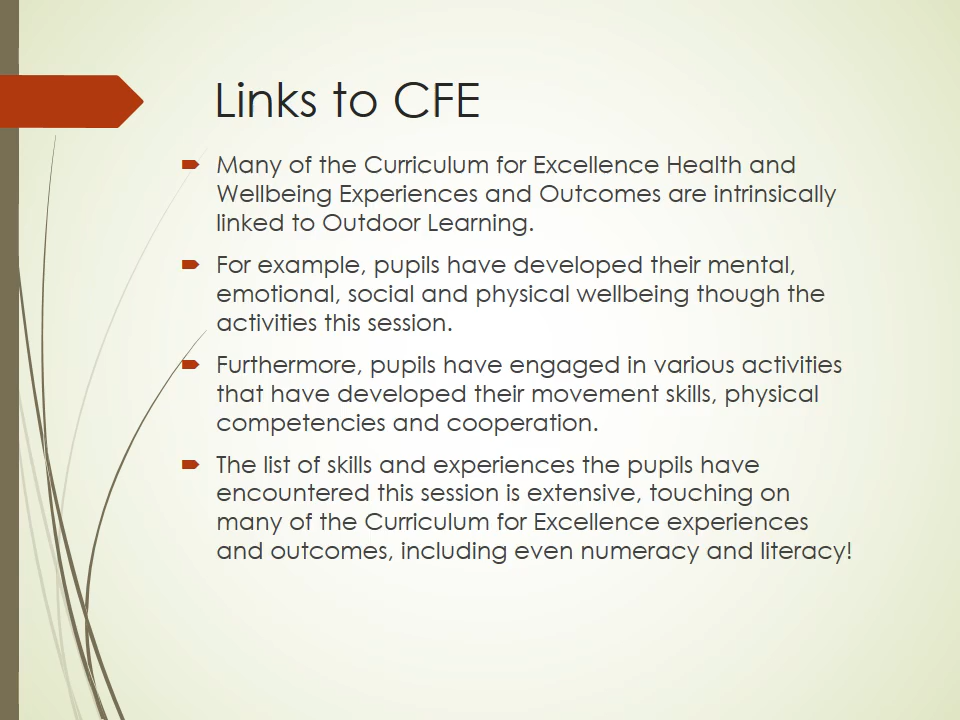 Links to CFE
Many of the Curriculum for Excellence Health and
Wellbeing Experiences and Outcomes are intrinsically
linked to Outdoor Learning.
For example, pupils have developed their mental,
emotional, social and physical wellbeing though the
activities this session.
Furthermore, pupils have engaged in various activities
that have developed their movement skills, physical
competencies and cooperation.
The list of skills and experiences the pupils have
encountered this session is extensive, touching on
many of the Curriculum for Excellence experiences
and outcomes, including even numeracy and literacy!